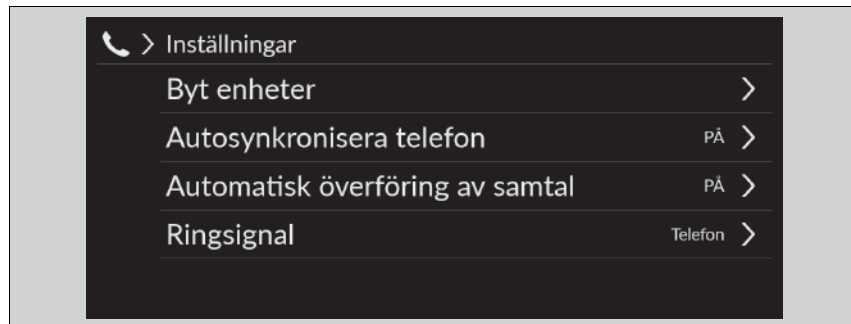 Inställningar
Byt enheter
Autosynkronisera telefon PÅ
Automatisk överföring av samtal PÅ
Ringsignal Telefon